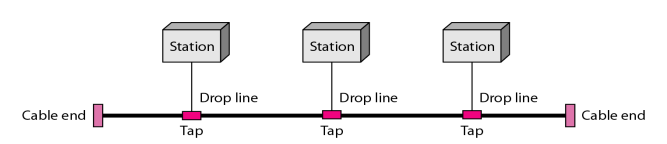 Station Station Station
Drop line Drop line Drop line
Cable end Cable end
Tap Tap Tap